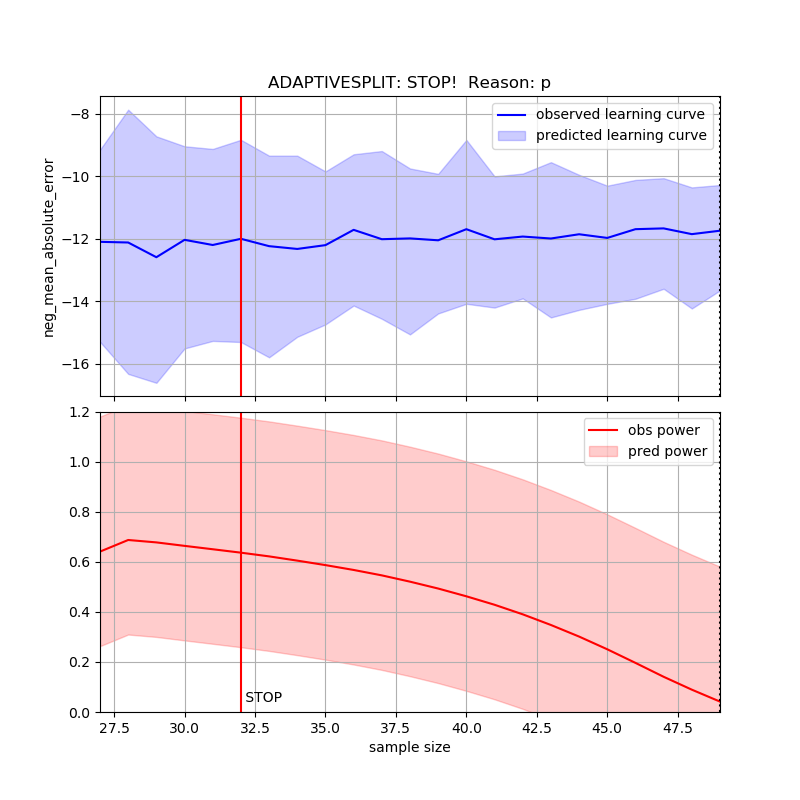 ADAPTIVESPLIT: STOP!  Reason: p
observed learning curve
predicted learning curve
neg_mean_absolute_error
−8
−10
−12
−14
−16
obs power
pred power
1.2
1.0
0.8
0.6
0.4
0.2
0.0
STOP
27.5 30.0 32.5 35.0 37.5 40.0 42.5 45.0 47.5
sample size